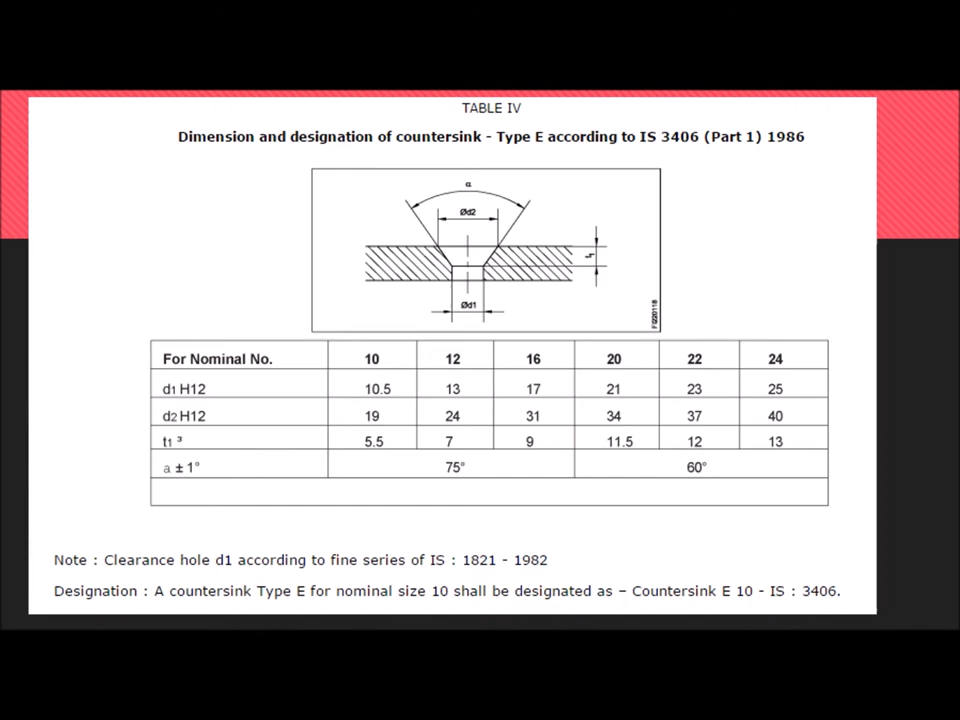 TABLE IV
Dimension and designation of countersink - Type E according to IS 3406 (Part 1) 1986
α
Ød2
t1
Ød1
FI220118
For Nominal No. 10 12 16 20 22 24
d1 H12 10.5 13 17 21 23 25
d2 H12 19 24 31 34 37 40
t1 ³ 5.5 7 9 11.5 12 13
a ± 1° 75° 60°
Note : Clearance hole d1 according to fine series of IS : 1821 - 1982
Designation : A countersink Type E for nominal size 10 shall be designated as – Countersink E 10 - IS : 3406.